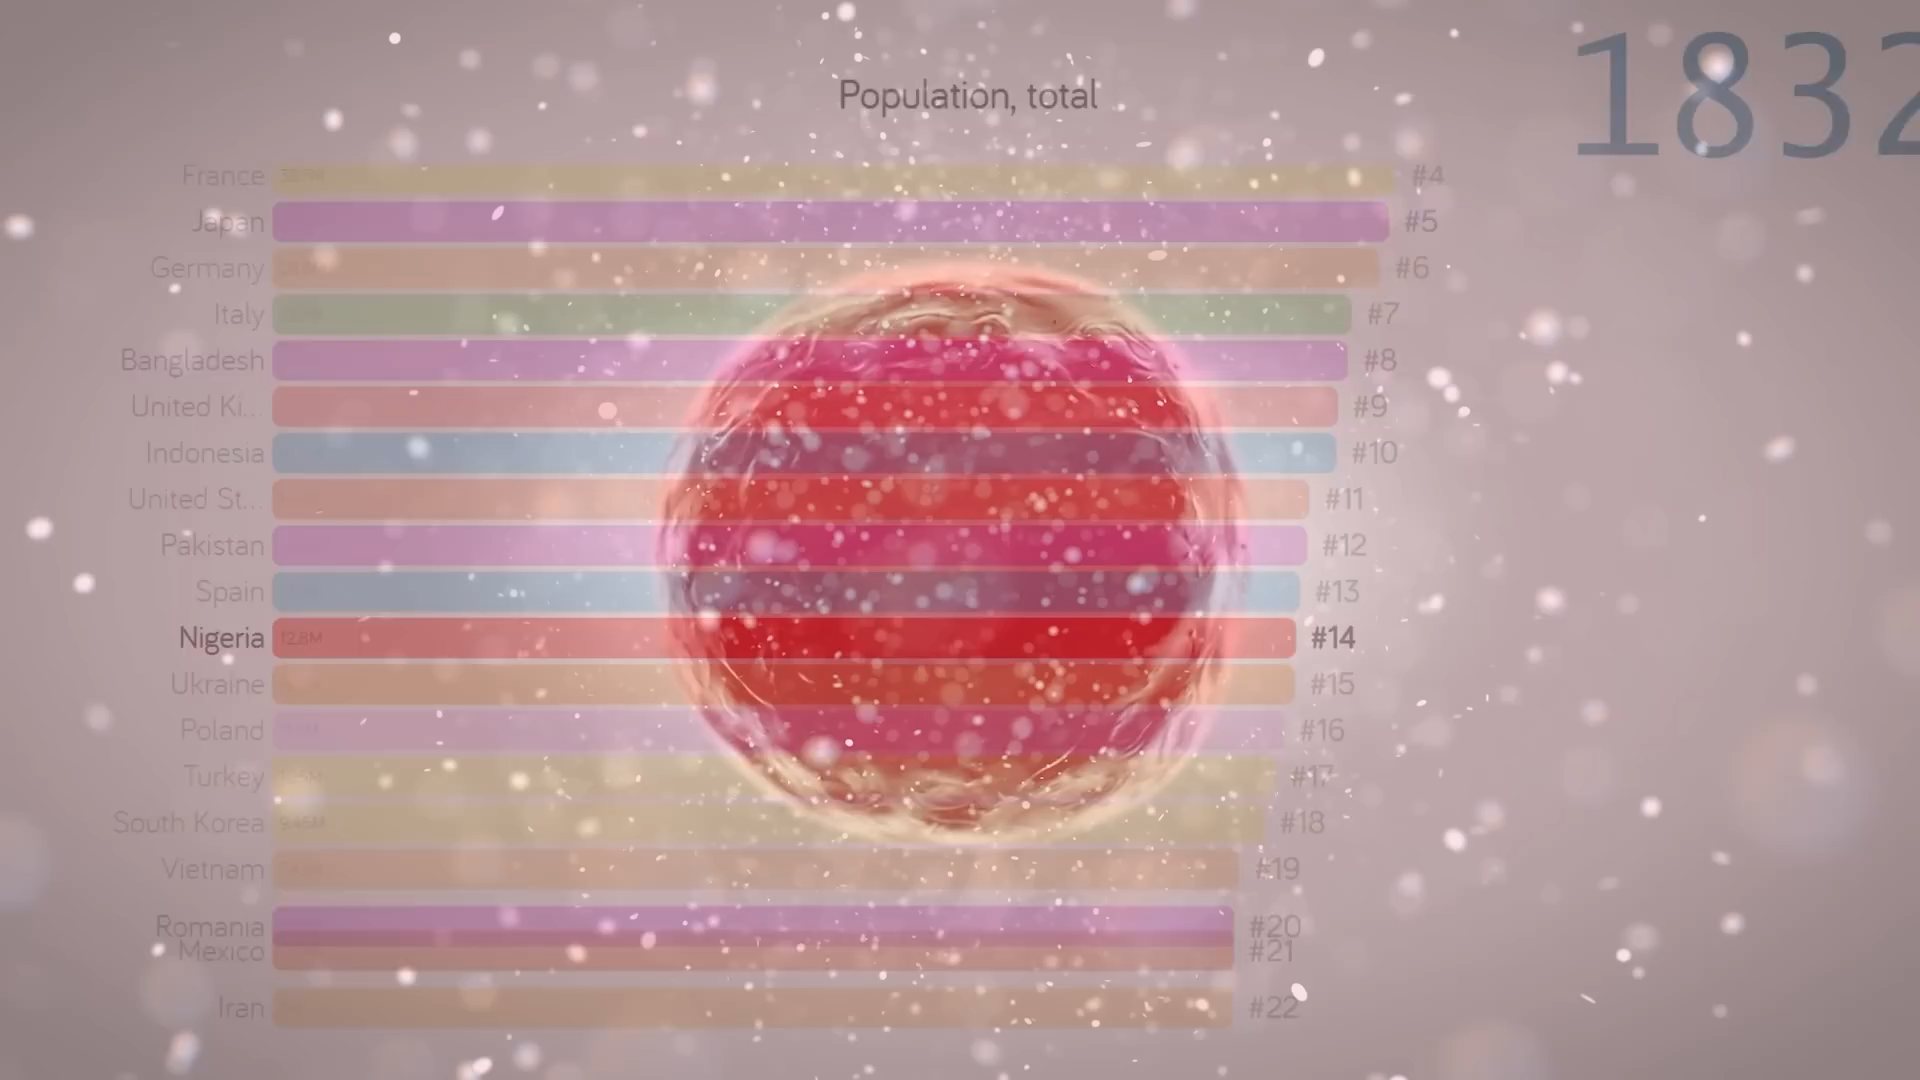 1832
Population, total
France #4
Japan #5
Germany #6
Italy #7
Bangladesh #8
United Ki... #9
Indonesia #10
United St... #11
Pakistan #12
Spain #13
Nigeria 12.8M #14
Ukraine #15
Poland #16
Turkey #17
South Korea 9.45M #18
Vietnam #19
Romania #20
Mexico #21
Iran #22